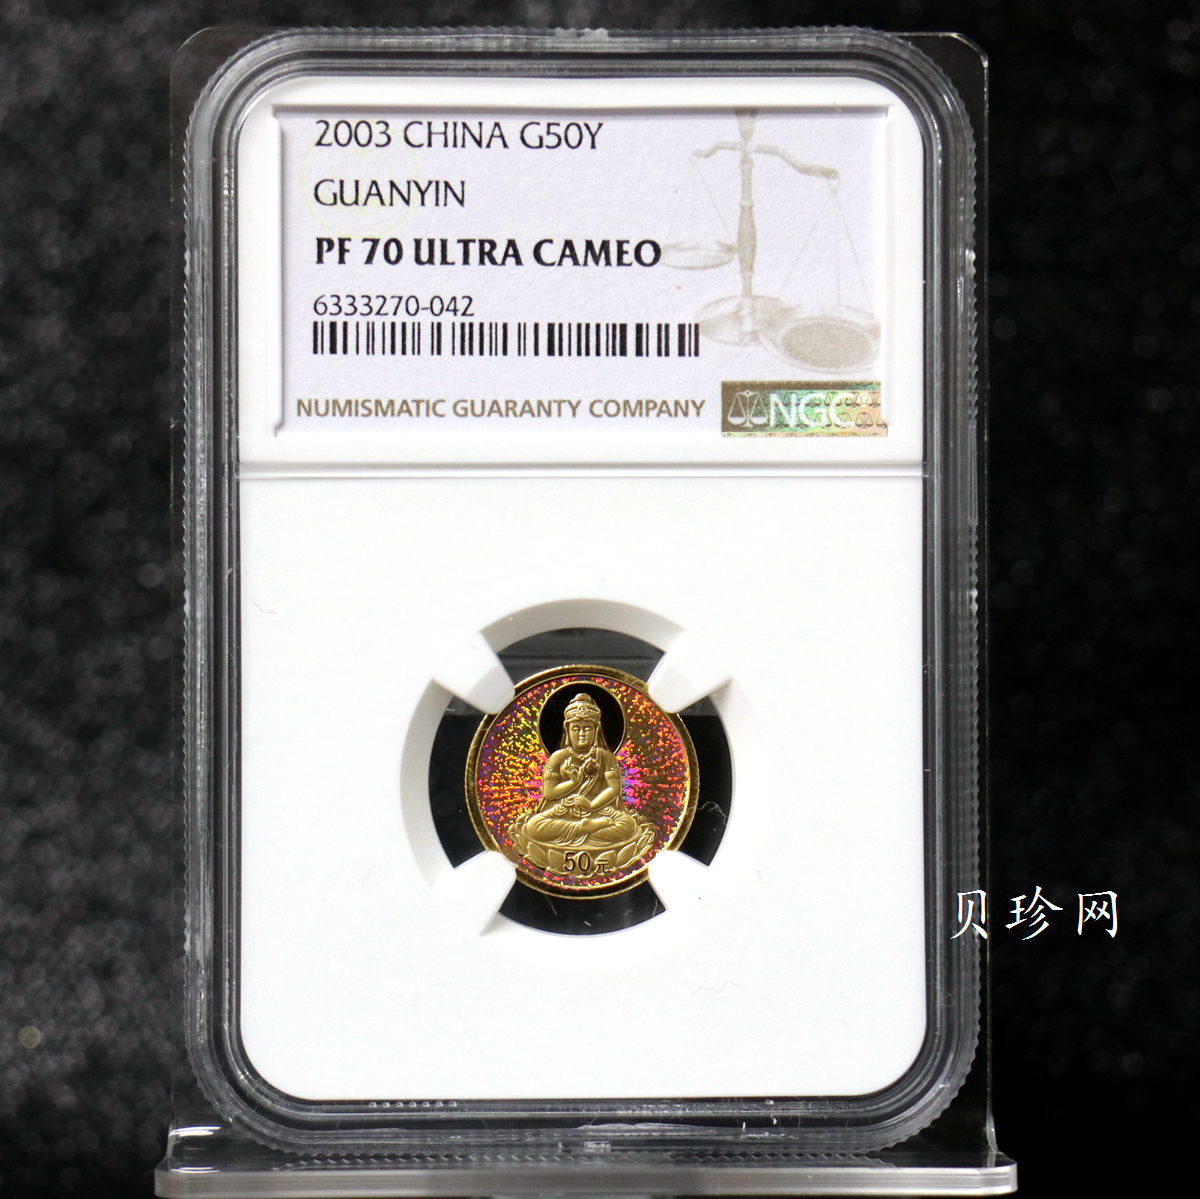 2003 CHINA G50Y
GUANYIN
PF 70 ULTRA CAMEO
6333270-042
NUMISMATIC GUARANTY COMPANY
NGC
50元
贝珍网